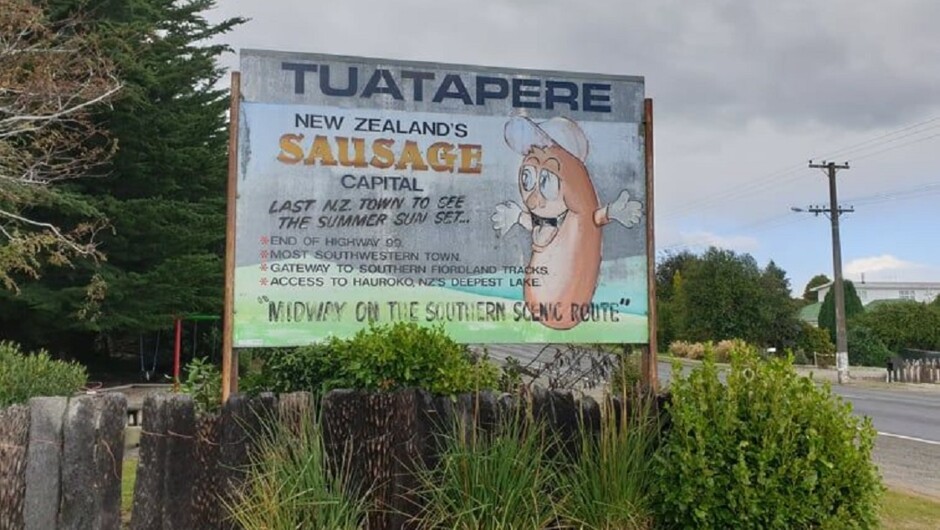 TUATAPERE
NEW ZEALAND'S
SAUSAGE
CAPITAL
LAST N.Z. TOWN TO SEE
THE SUMMER SUN SET...
*END OF HIGHWAY 99.
*MOST SOUTHWESTERN TOWN.
*GATEWAY TO SOUTHERN FIORDLAND TRACKS.
*ACCESS TO HAUROKO, NZ'S DEEPEST LAKE.
"MIDWAY ON THE SOUTHERN SCENIC ROUTE"